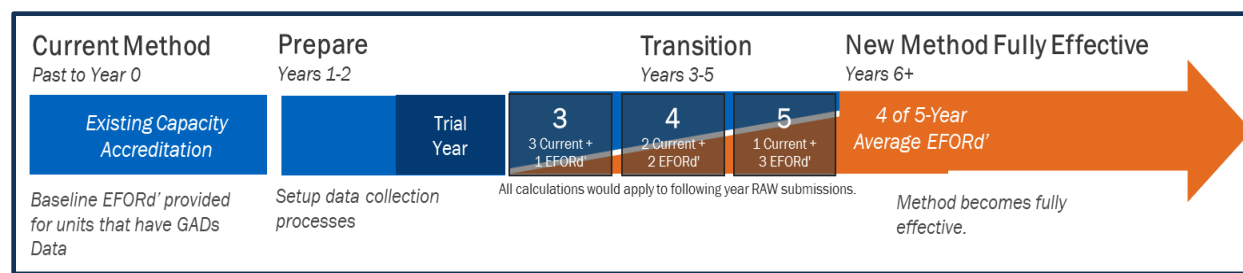 Current Method
Past to Year 0
Existing Capacity
Accreditation
Baseline EFORd' provided
for units that have GADs
Data
Prepare
Years 1-2
Trial
Year
Setup data collection
processes
Transition
Years 3-5
3
3 Current +
1 EFORd'
4
2 Current +
2 EFORd'
5
1 Current +
3 EFORd'
All calculations would apply to following year RAW submissions.
New Method Fully Effective
Years 6+
4 of 5-Year
Average EFORd'
Method becomes fully
effective.